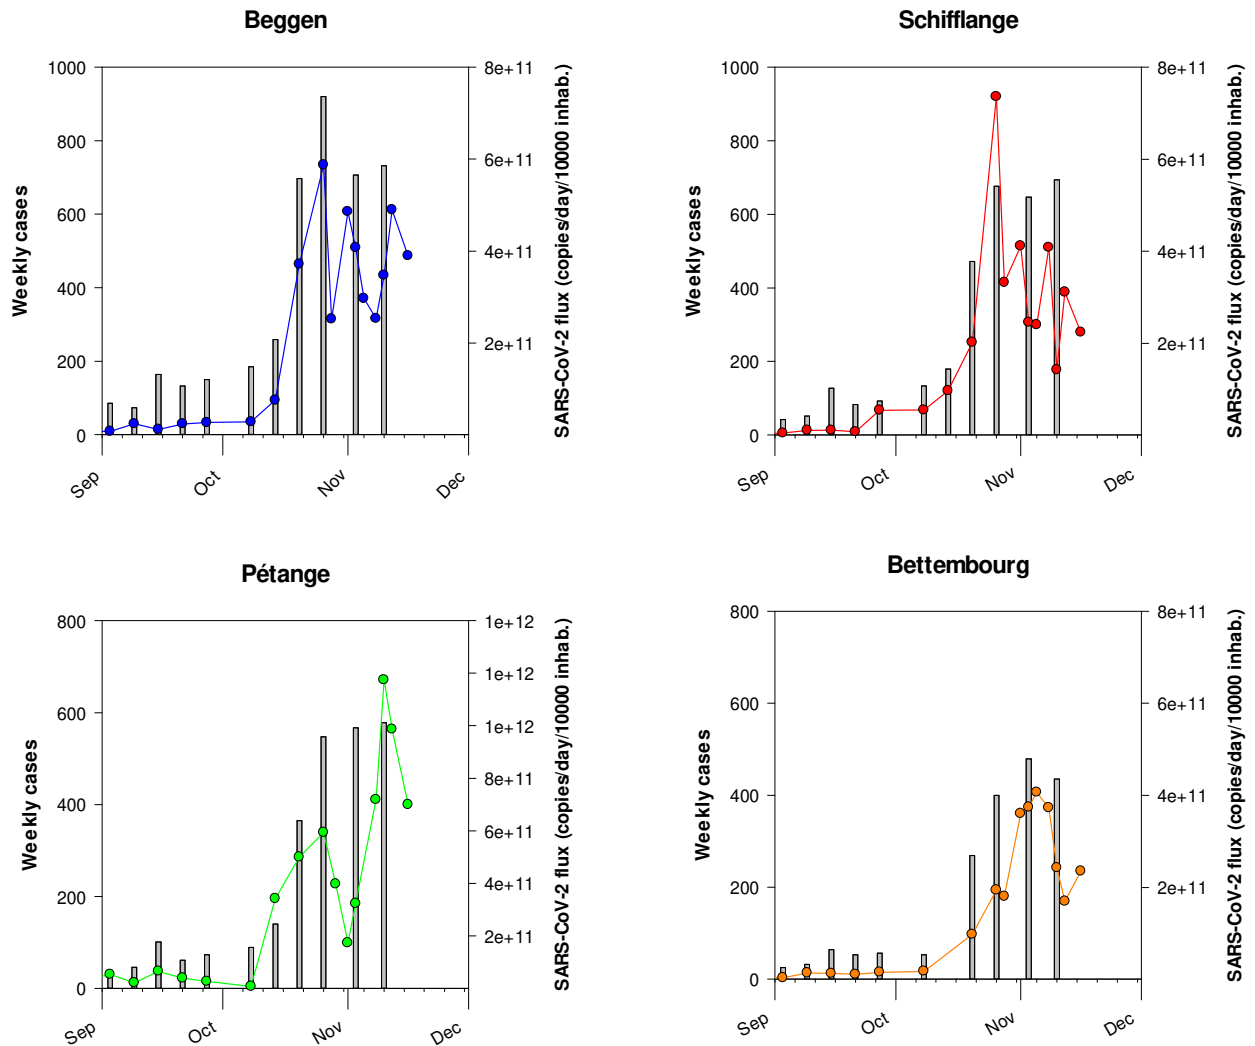 Beggen
1000
800
600
400
200
0
Weekly cases
8e+11
6e+11
4e+11
2e+11
SARS-CoV-2 flux (copies/day/10000 inhab.)
Sep
Oct
Nov
Dec
Schifflange
1000
800
600
400
200
0
Weekly cases
8e+11
6e+11
4e+11
2e+11
SARS-CoV-2 flux (copies/day/10000 inhab.)
Sep
Oct
Nov
Dec
Pétange
800
600
400
200
0
Weekly cases
1e+12
1e+12
1e+12
8e+11
6e+11
4e+11
2e+11
SARS-CoV-2 flux (copies/day/10000 inhab.)
Sep
Oct
Nov
Dec
Bettembourg
800
600
400
200
0
Weekly cases
8e+11
6e+11
4e+11
2e+11
SARS-CoV-2 flux (copies/day/10000 inhab.)
Sep
Oct
Nov
Dec